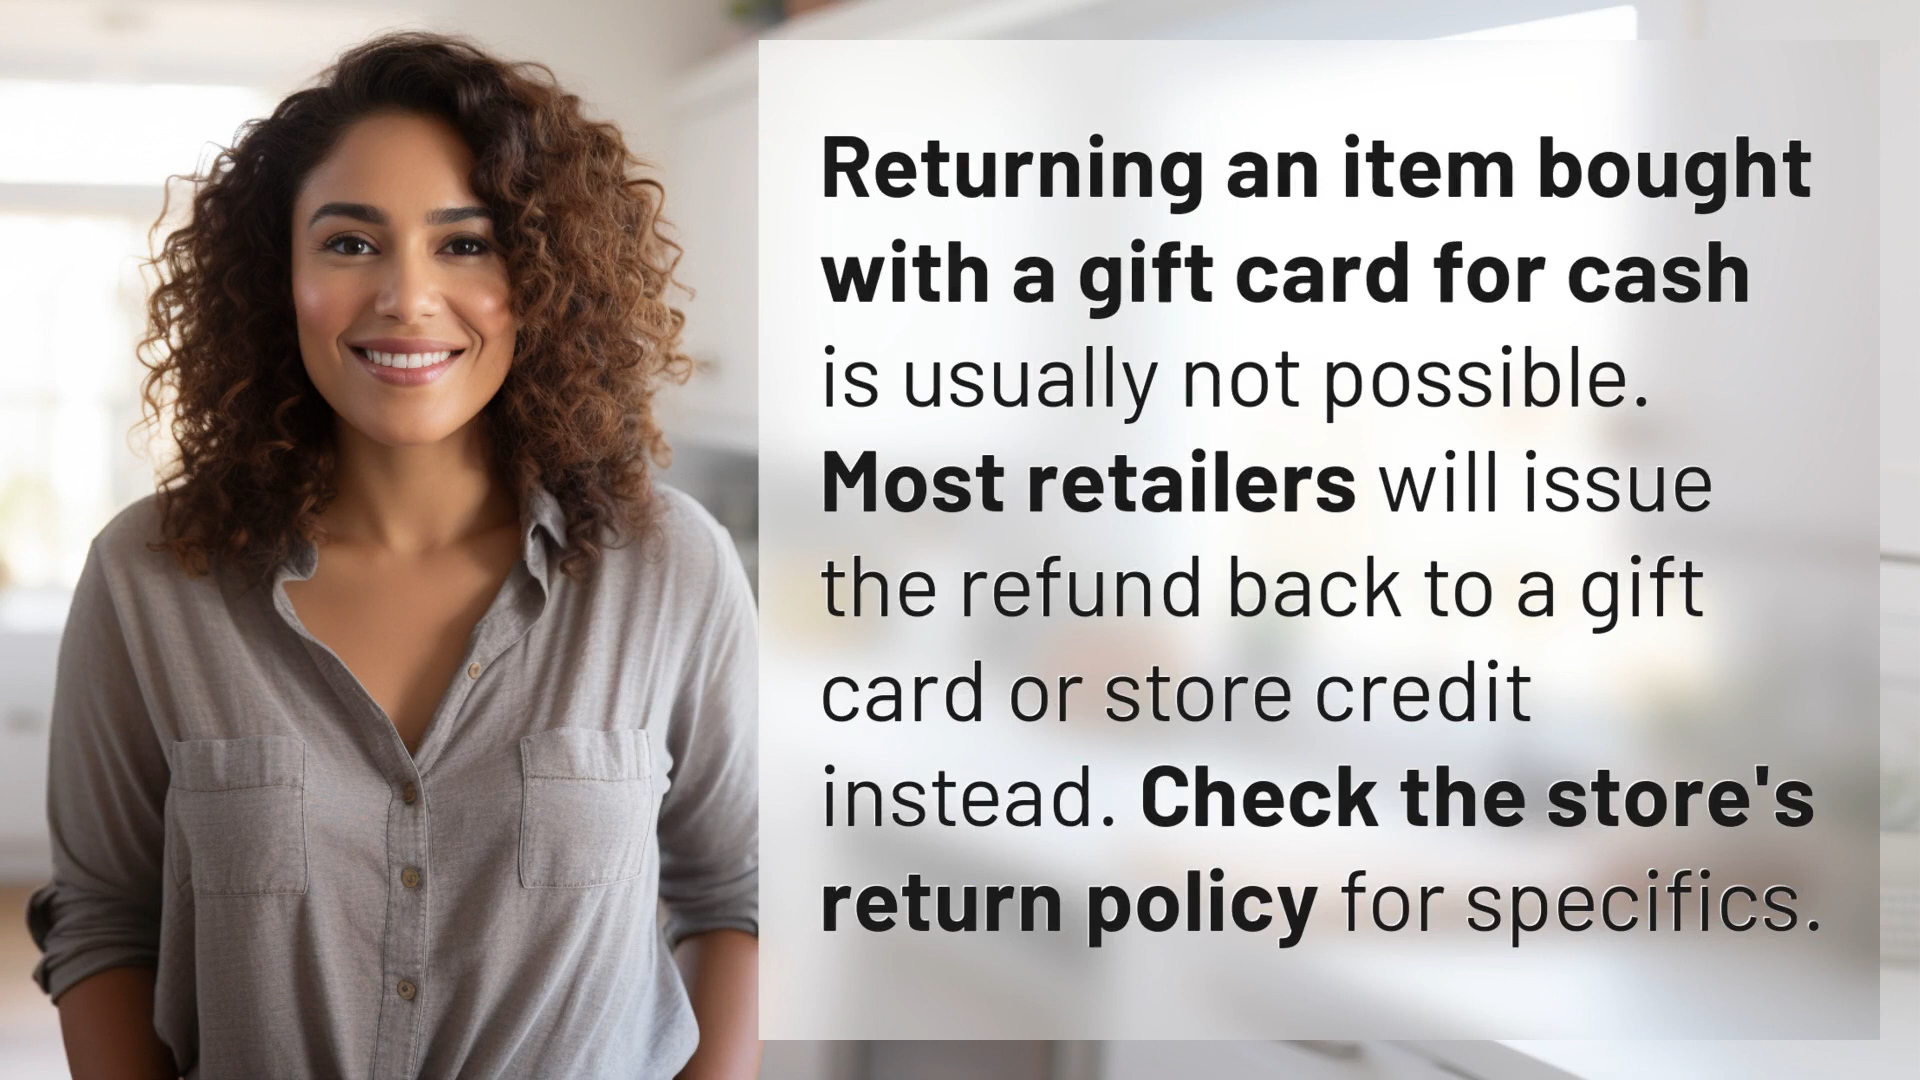 Returning an item bought
with a gift card for cash
is usually not possible.
Most retailers will issue
the refund back to a gift
card or store credit
instead. Check the store's
return policy for specifics.